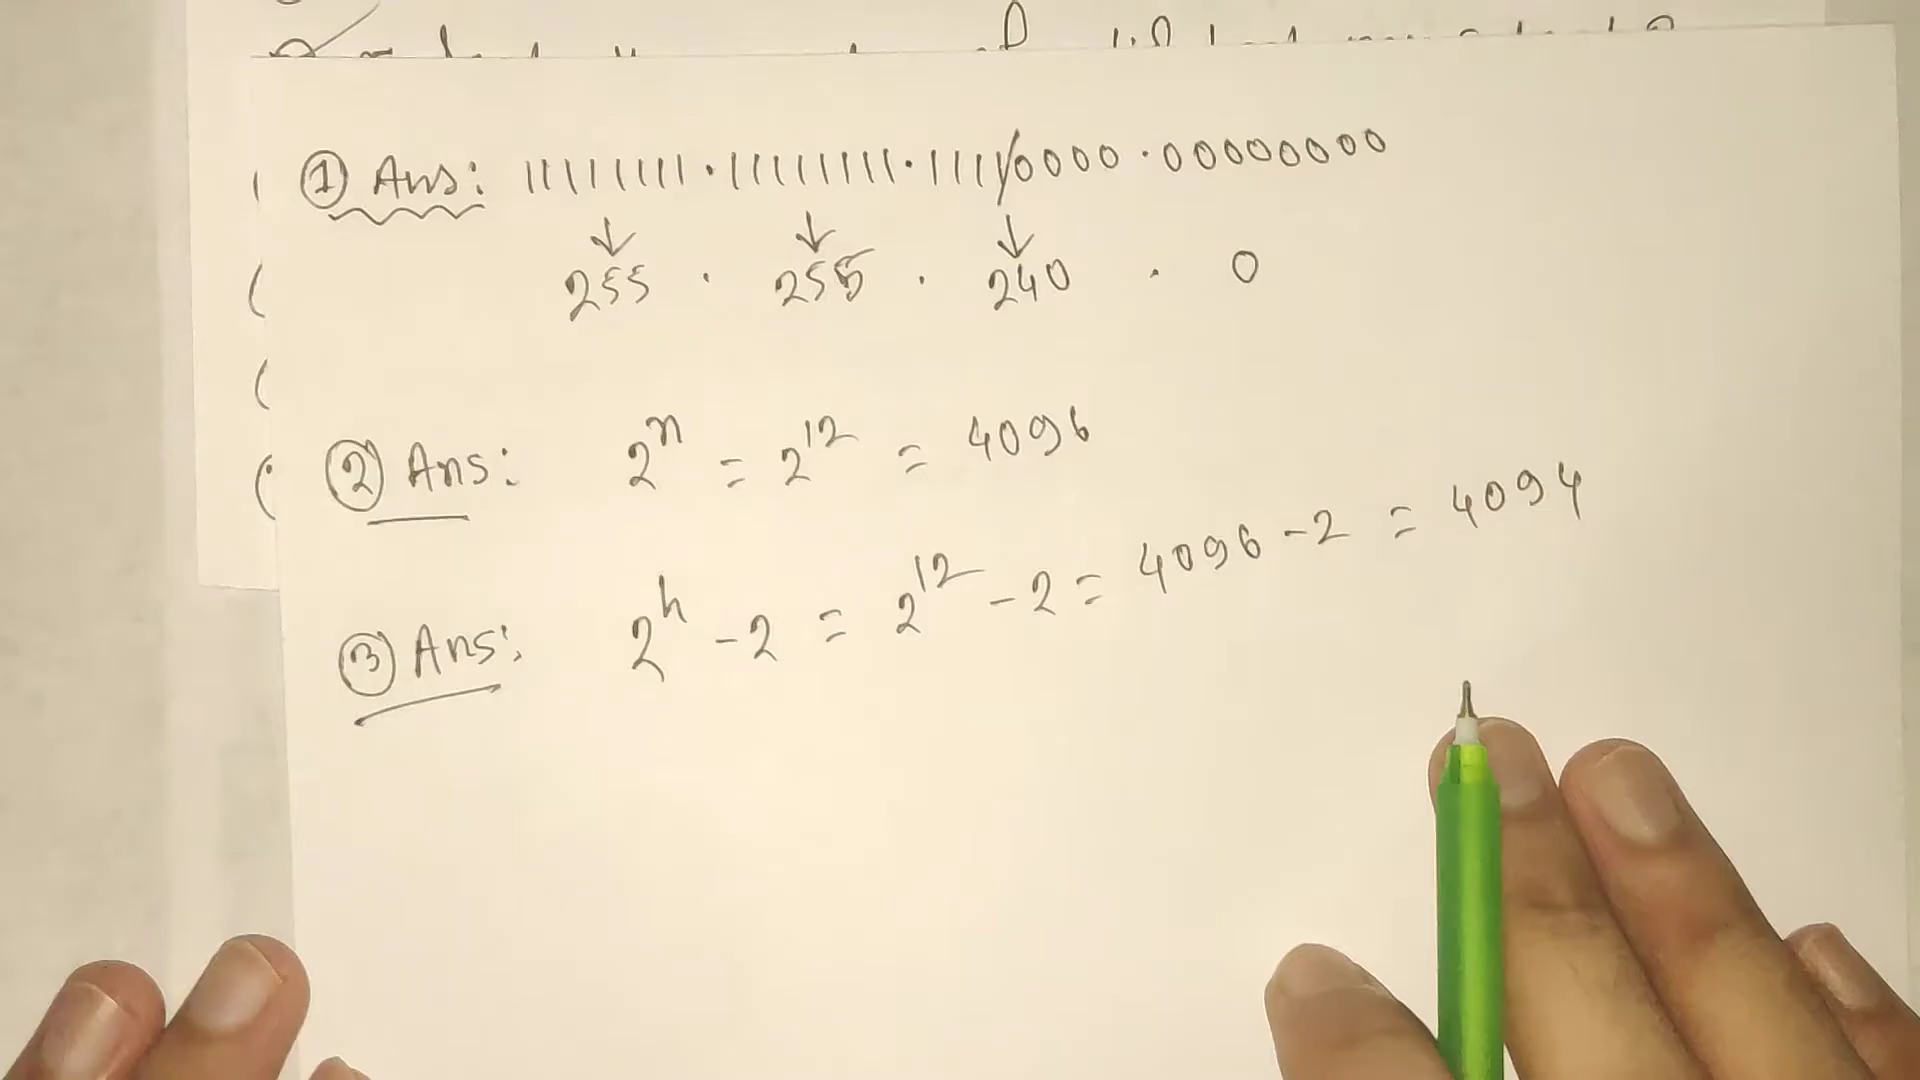 ① Ans: 11111111.11111111.1111/0000.00000000
↓ ↓ ↓
255 . 255 . 240 . 0
② Ans: 2^n = 2^12 = 4096
③ Ans: 2^h - 2 = 2^12 - 2 = 4096 - 2 = 4094